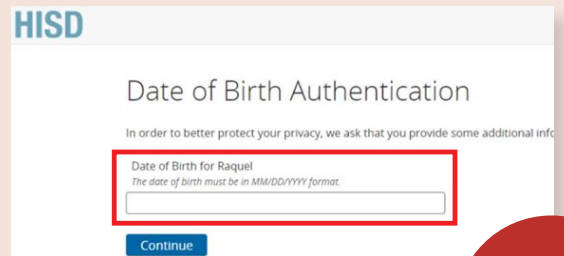 HISD
Date of Birth Authentication
In order to better protect your privacy, we ask that you provide some additional
Date of Birth for Raquel
The date of birth must be in MM/DD/YYYY format.
Continue